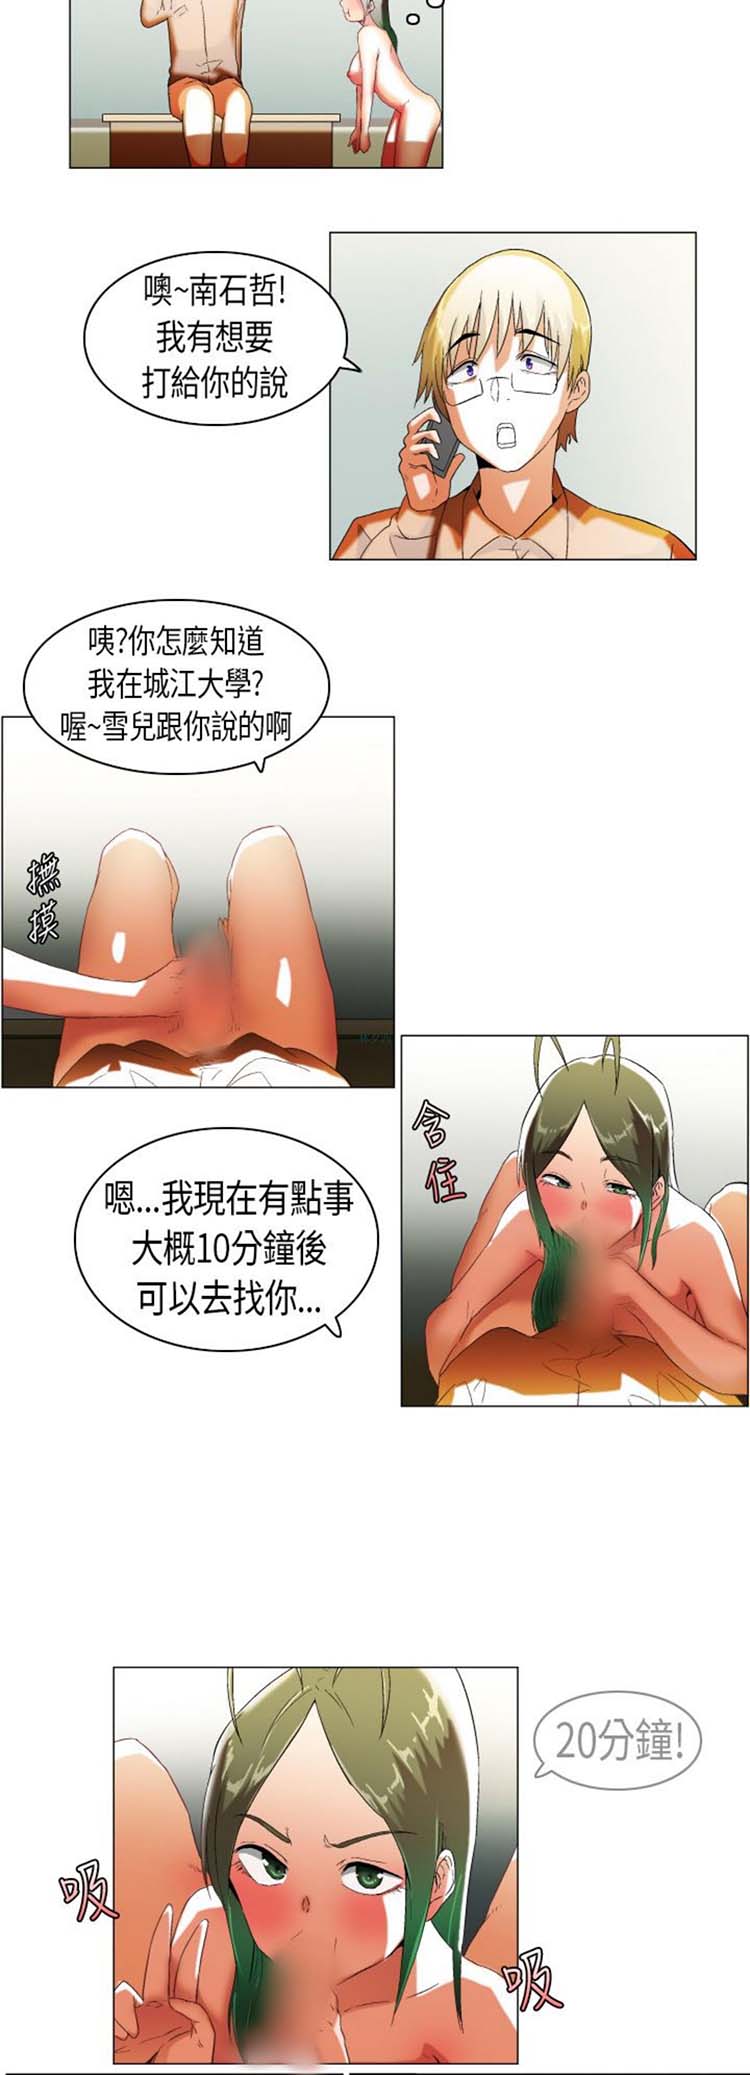 噢~南石哲!
我有想要
打給你的說
咦?你怎麼知道
我在城江大學?
喔~雪兒跟你說的啊
撫摸
含住
嗯...我現在有點事
大概10分鐘後
可以去找你...
20分鐘!
吸
吸